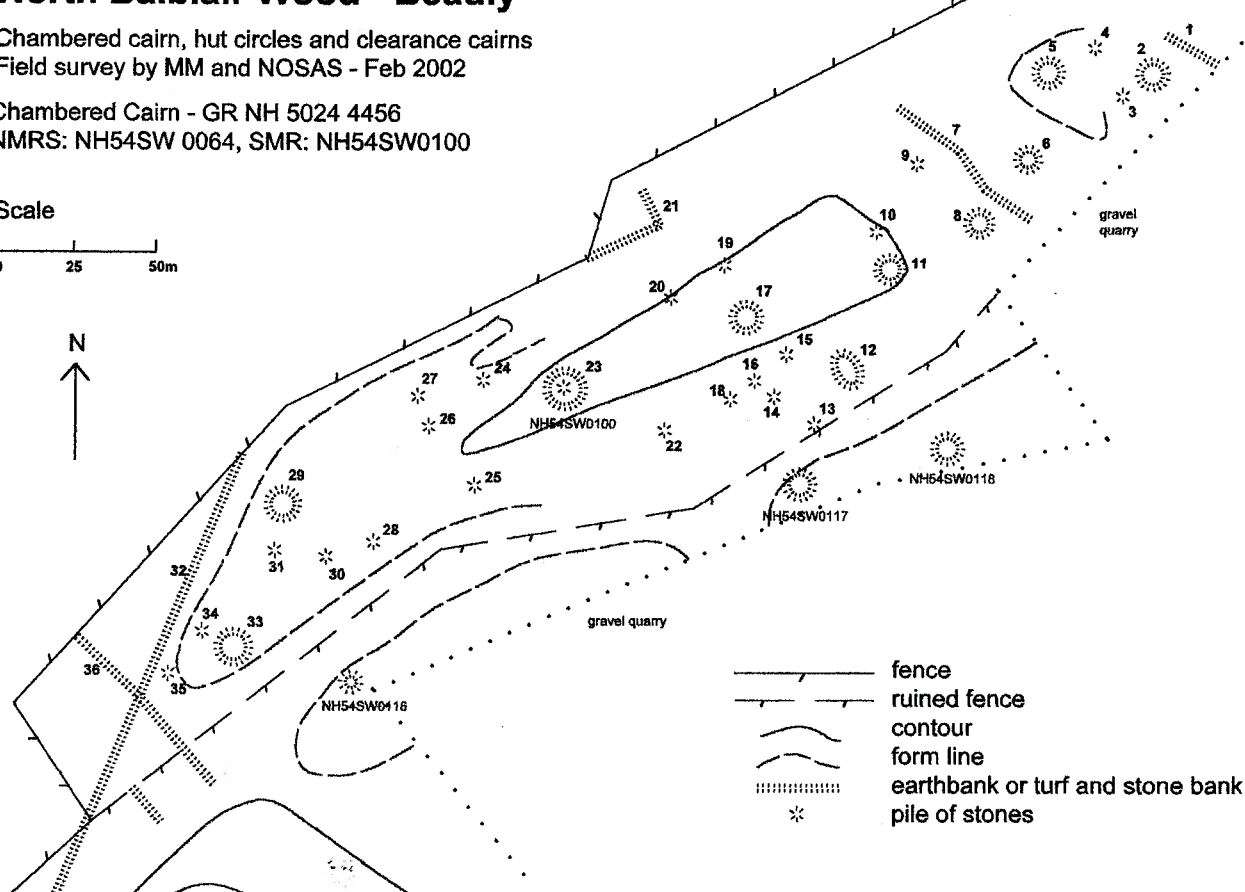 North Balblair Wood - Beauly
Chambered cairn, hut circles and clearance cairns
Field survey by MM and NOSAS - Feb 2002
Chambered Cairn - GR NH 5024 4456
NMRS: NH54SW 0064, SMR: NH54SW0100
Scale
0 25 50m
N
1
2
3
4
5
6
7
8
9
10
11
12
13
14
15
16
17
18
19
20
21
22
23
NH54SW0100
24
25
26
27
28
29
30
31
32
33
34
35
36
gravel
quarry
NH54SW0118
NH54SW0117
gravel quarry
NH54SW0116
fence
ruined fence
contour
form line
earthbank or turf and stone bank
pile of stones